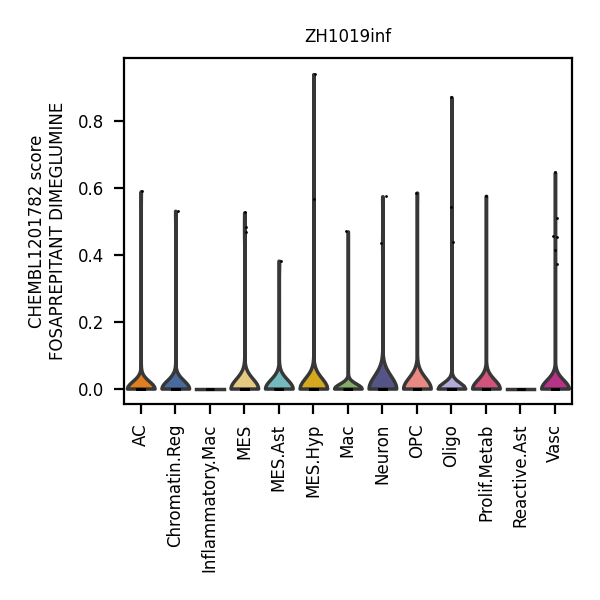 ZH1019inf
CHEMBL1201782 score
FOSAPREPITANT DIMEGLUMINE
0.8
0.6
0.4
0.2
0.0
AC
Chromatin.Reg
Inflammatory.Mac
MES
MES.Ast
MES.Hyp
Mac
Neuron
OPC
Oligo
Prolif.Metab
Reactive.Ast
Vasc